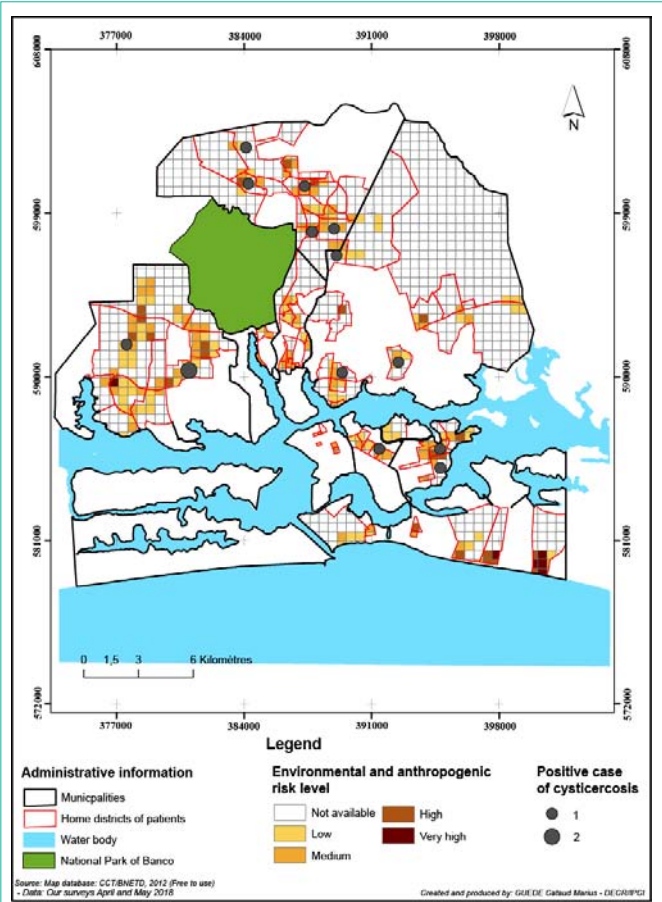 377000 384000 391000 398000
608000 608000
N
599000 599000
590000 590000
581000 581000
0 1,5 3 6 Kilomètres
572000 572000
377000 384000 391000 398000
Legend
Administrative information
Municpalities
Home districts of patients
Water body
National Park of Banco
Environmental and anthropogenic
risk level
Not available
Low
Medium
High
Very high
Positive case
of cysticercosis
1
2
Source: Map database: CCT/BNETD, 2012 (Free to use)
- Data: Our surveys April and May 2018
Created and produced by: GUEDE Cataud Marius - DECR/IPCI